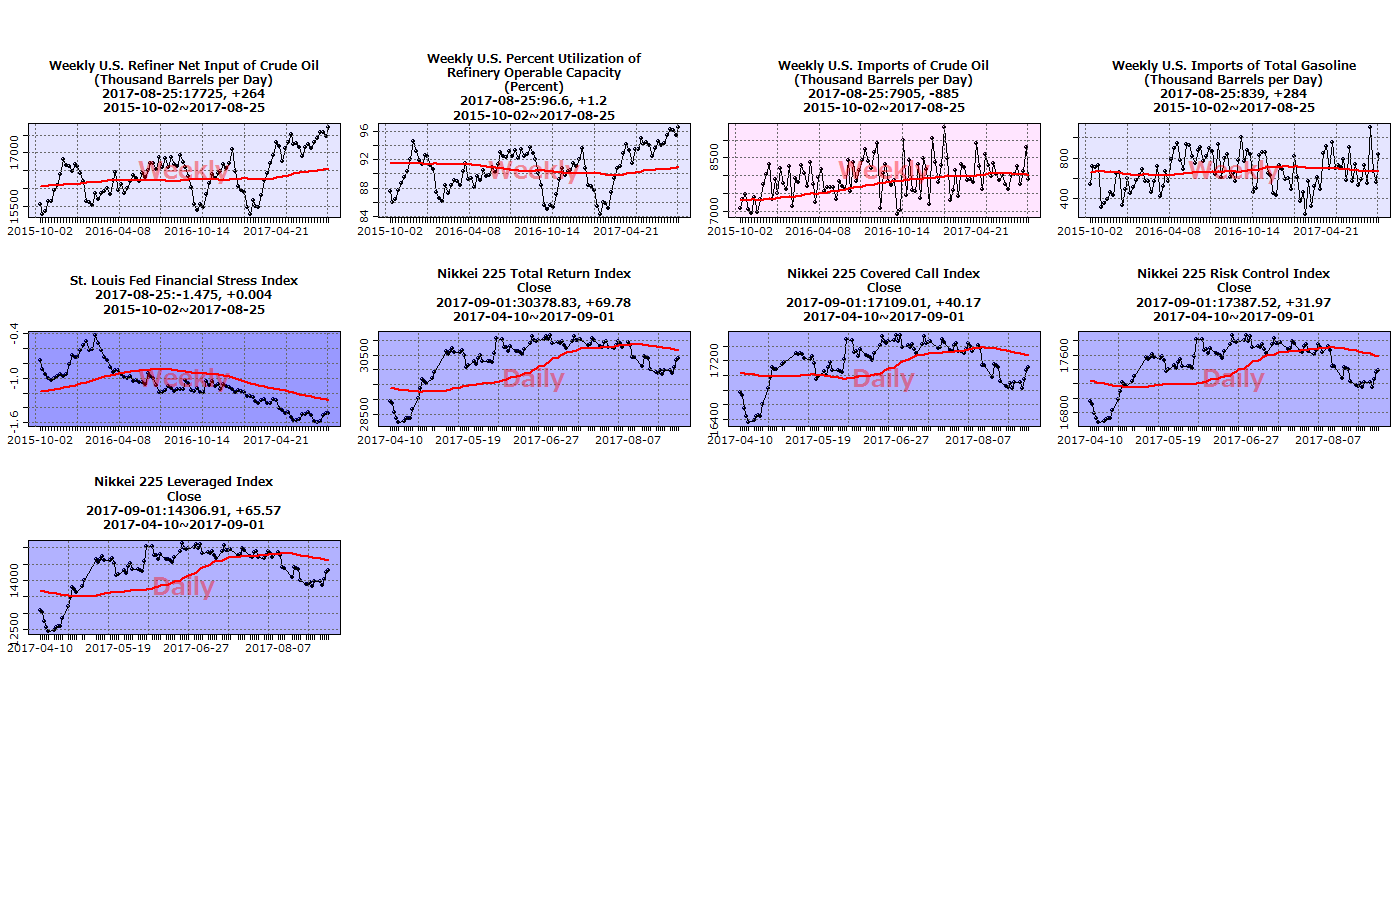 Weekly U.S. Refiner Net Input of Crude Oil
(Thousand Barrels per Day)
2017-08-25:17725, +264
2015-10-02~2017-08-25
17000
15500
Weekly
2015-10-02 2016-04-08 2016-10-14 2017-04-21
Weekly U.S. Percent Utilization of
Refinery Operable Capacity
(Percent)
2017-08-25:96.6, +1.2
2015-10-02~2017-08-25
96
92
88
84
Weekly
2015-10-02 2016-04-08 2016-10-14 2017-04-21
Weekly U.S. Imports of Crude Oil
(Thousand Barrels per Day)
2017-08-25:7905, -885
2015-10-02~2017-08-25
8500
7000
Weekly
2015-10-02 2016-04-08 2016-10-14 2017-04-21
Weekly U.S. Imports of Total Gasoline
(Thousand Barrels per Day)
2017-08-25:839, +284
2015-10-02~2017-08-25
800
400
Weekly
2015-10-02 2016-04-08 2016-10-14 2017-04-21
St. Louis Fed Financial Stress Index
2017-08-25:-1.475, +0.004
2015-10-02~2017-08-25
-0.4
-1.0
-1.6
Weekly
2015-10-02 2016-04-08 2016-10-14 2017-04-21
Nikkei 225 Total Return Index
Close
2017-09-01:30378.83, +69.78
2017-04-10~2017-09-01
30500
28500
Daily
2017-04-10 2017-05-19 2017-06-27 2017-08-07
Nikkei 225 Covered Call Index
Close
2017-09-01:17109.01, +40.17
2017-04-10~2017-09-01
17200
16400
Daily
2017-04-10 2017-05-19 2017-06-27 2017-08-07
Nikkei 225 Risk Control Index
Close
2017-09-01:17387.52, +31.97
2017-04-10~2017-09-01
17600
16800
Daily
2017-04-10 2017-05-19 2017-06-27 2017-08-07
Nikkei 225 Leveraged Index
Close
2017-09-01:14306.91, +65.57
2017-04-10~2017-09-01
14000
12500
Daily
2017-04-10 2017-05-19 2017-06-27 2017-08-07